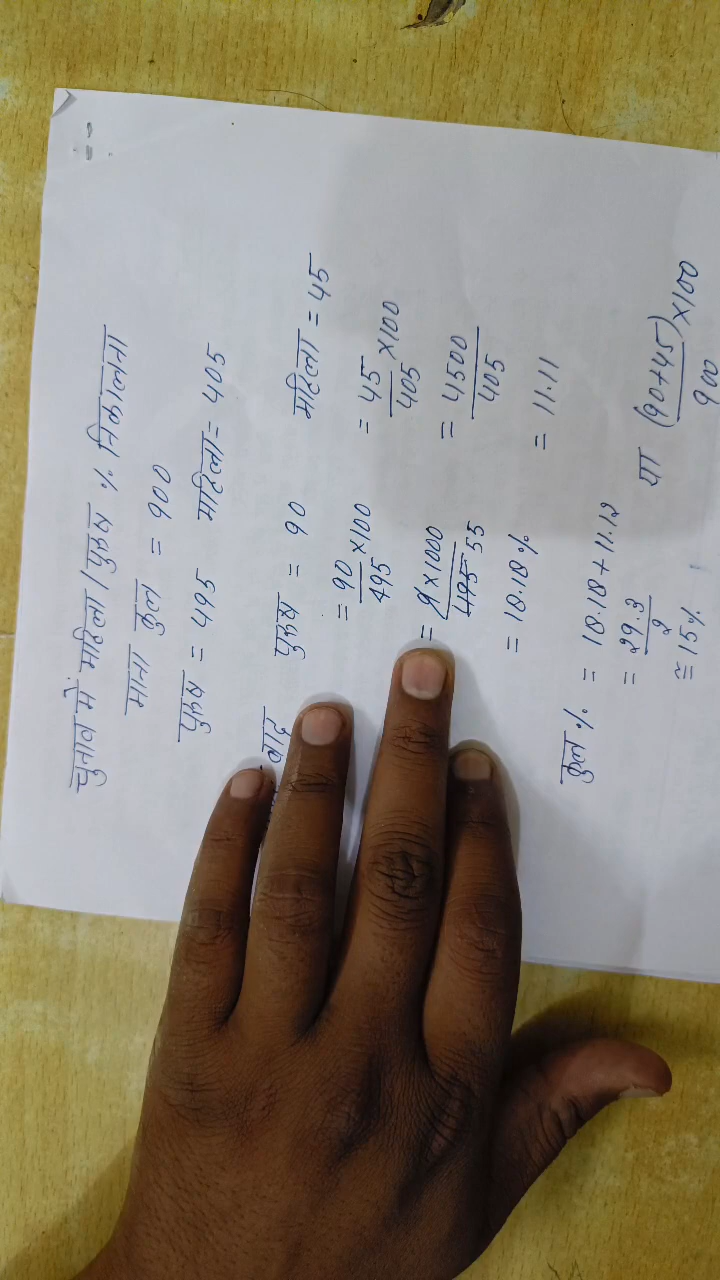 चुनाव में महिला/पुरुष % निकालना
माना कुल = 900
पुरुष = 495 महिला = 405
बाद पुरुष = 90 महिला = 45
= 90/495 ×100 = 45/405 ×100
= 9×1000/495 55 = 4500/405
= 18.18% = 11.11
कुल % = 18.18+11.12
= 29.3/2 या (90+45)/900 ×100
≅ 15%